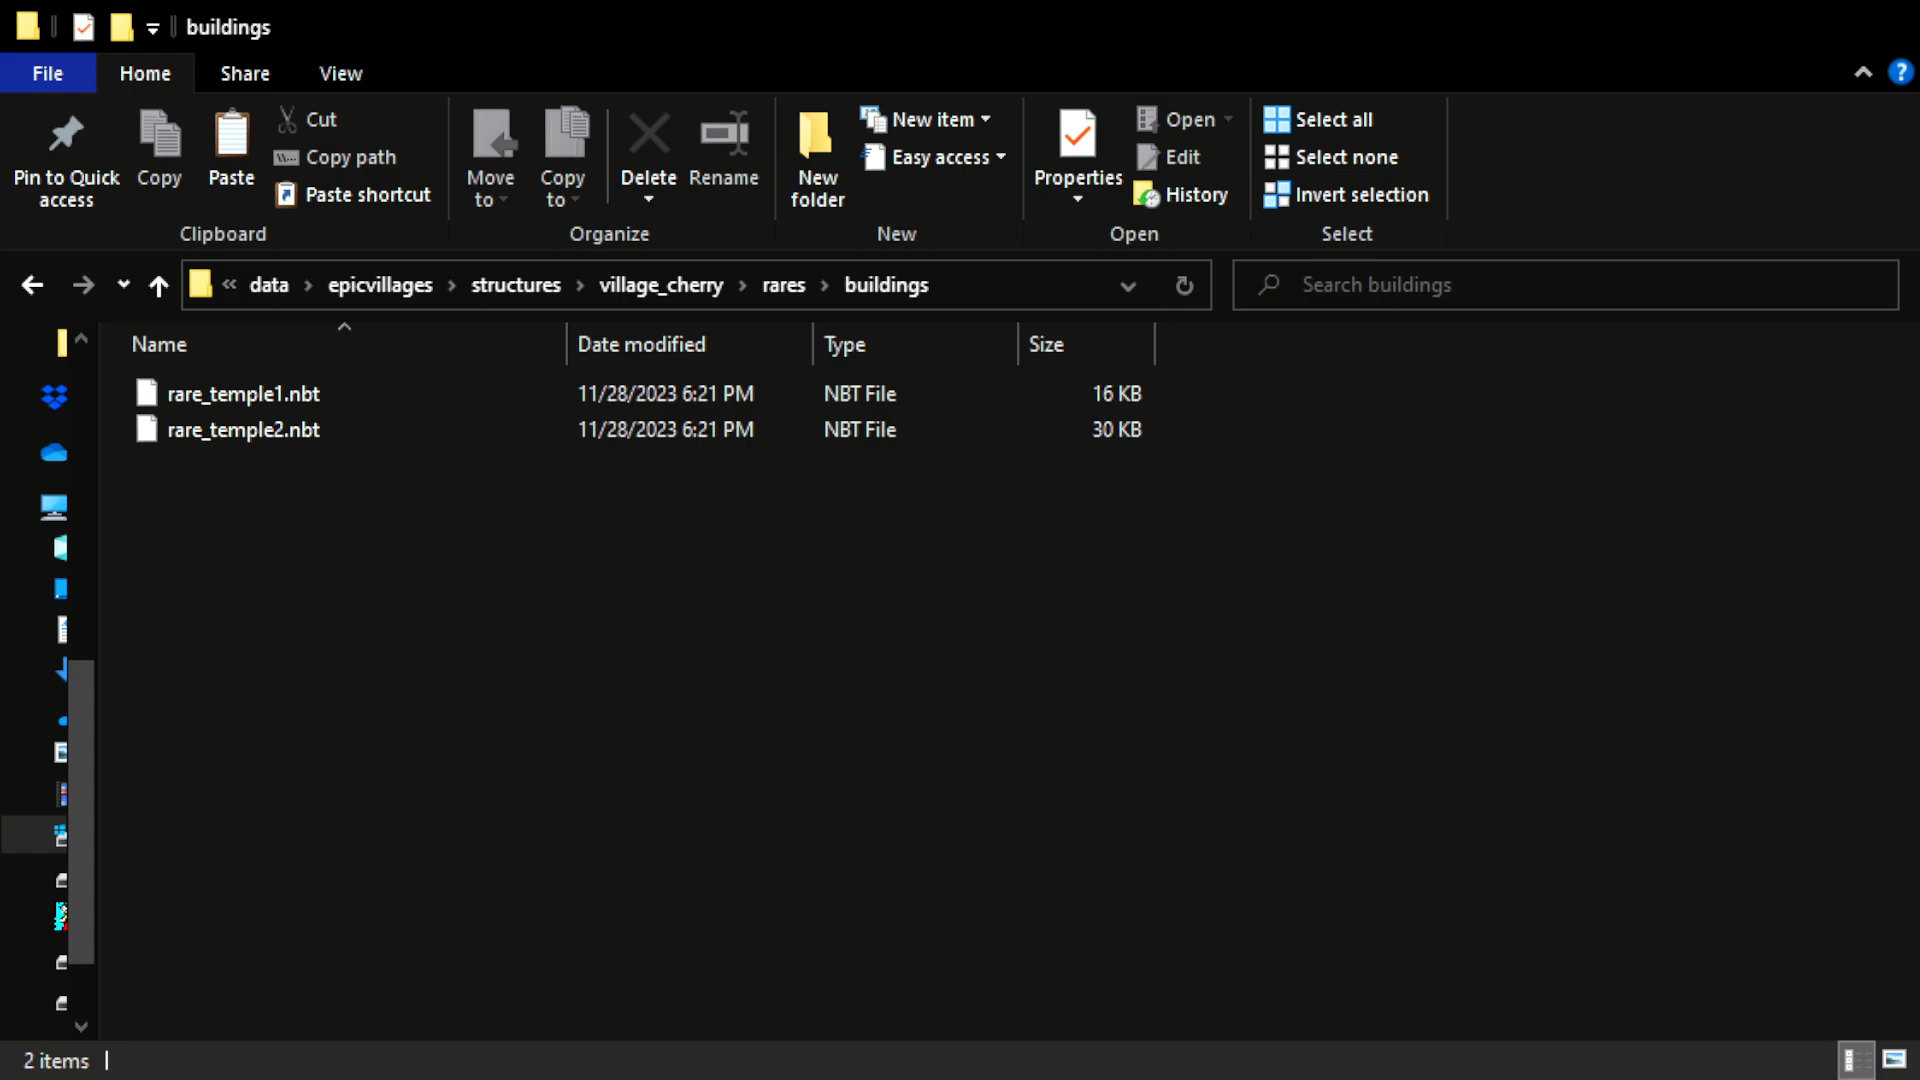 buildings
File Home Share View
Pin to Quick access
Copy
Paste
Cut
Copy path
Paste shortcut
Clipboard
Move to
Copy to
Delete
Rename
Organize
New folder
New item
Easy access
New
Properties
Open
Edit
History
Open
Select all
Select none
Invert selection
Select
« data › epicvillages › structures › village_cherry › rares › buildings
Search buildings
Name Date modified Type Size
rare_temple1.nbt 11/28/2023 6:21 PM NBT File 16 KB
rare_temple2.nbt 11/28/2023 6:21 PM NBT File 30 KB
2 items